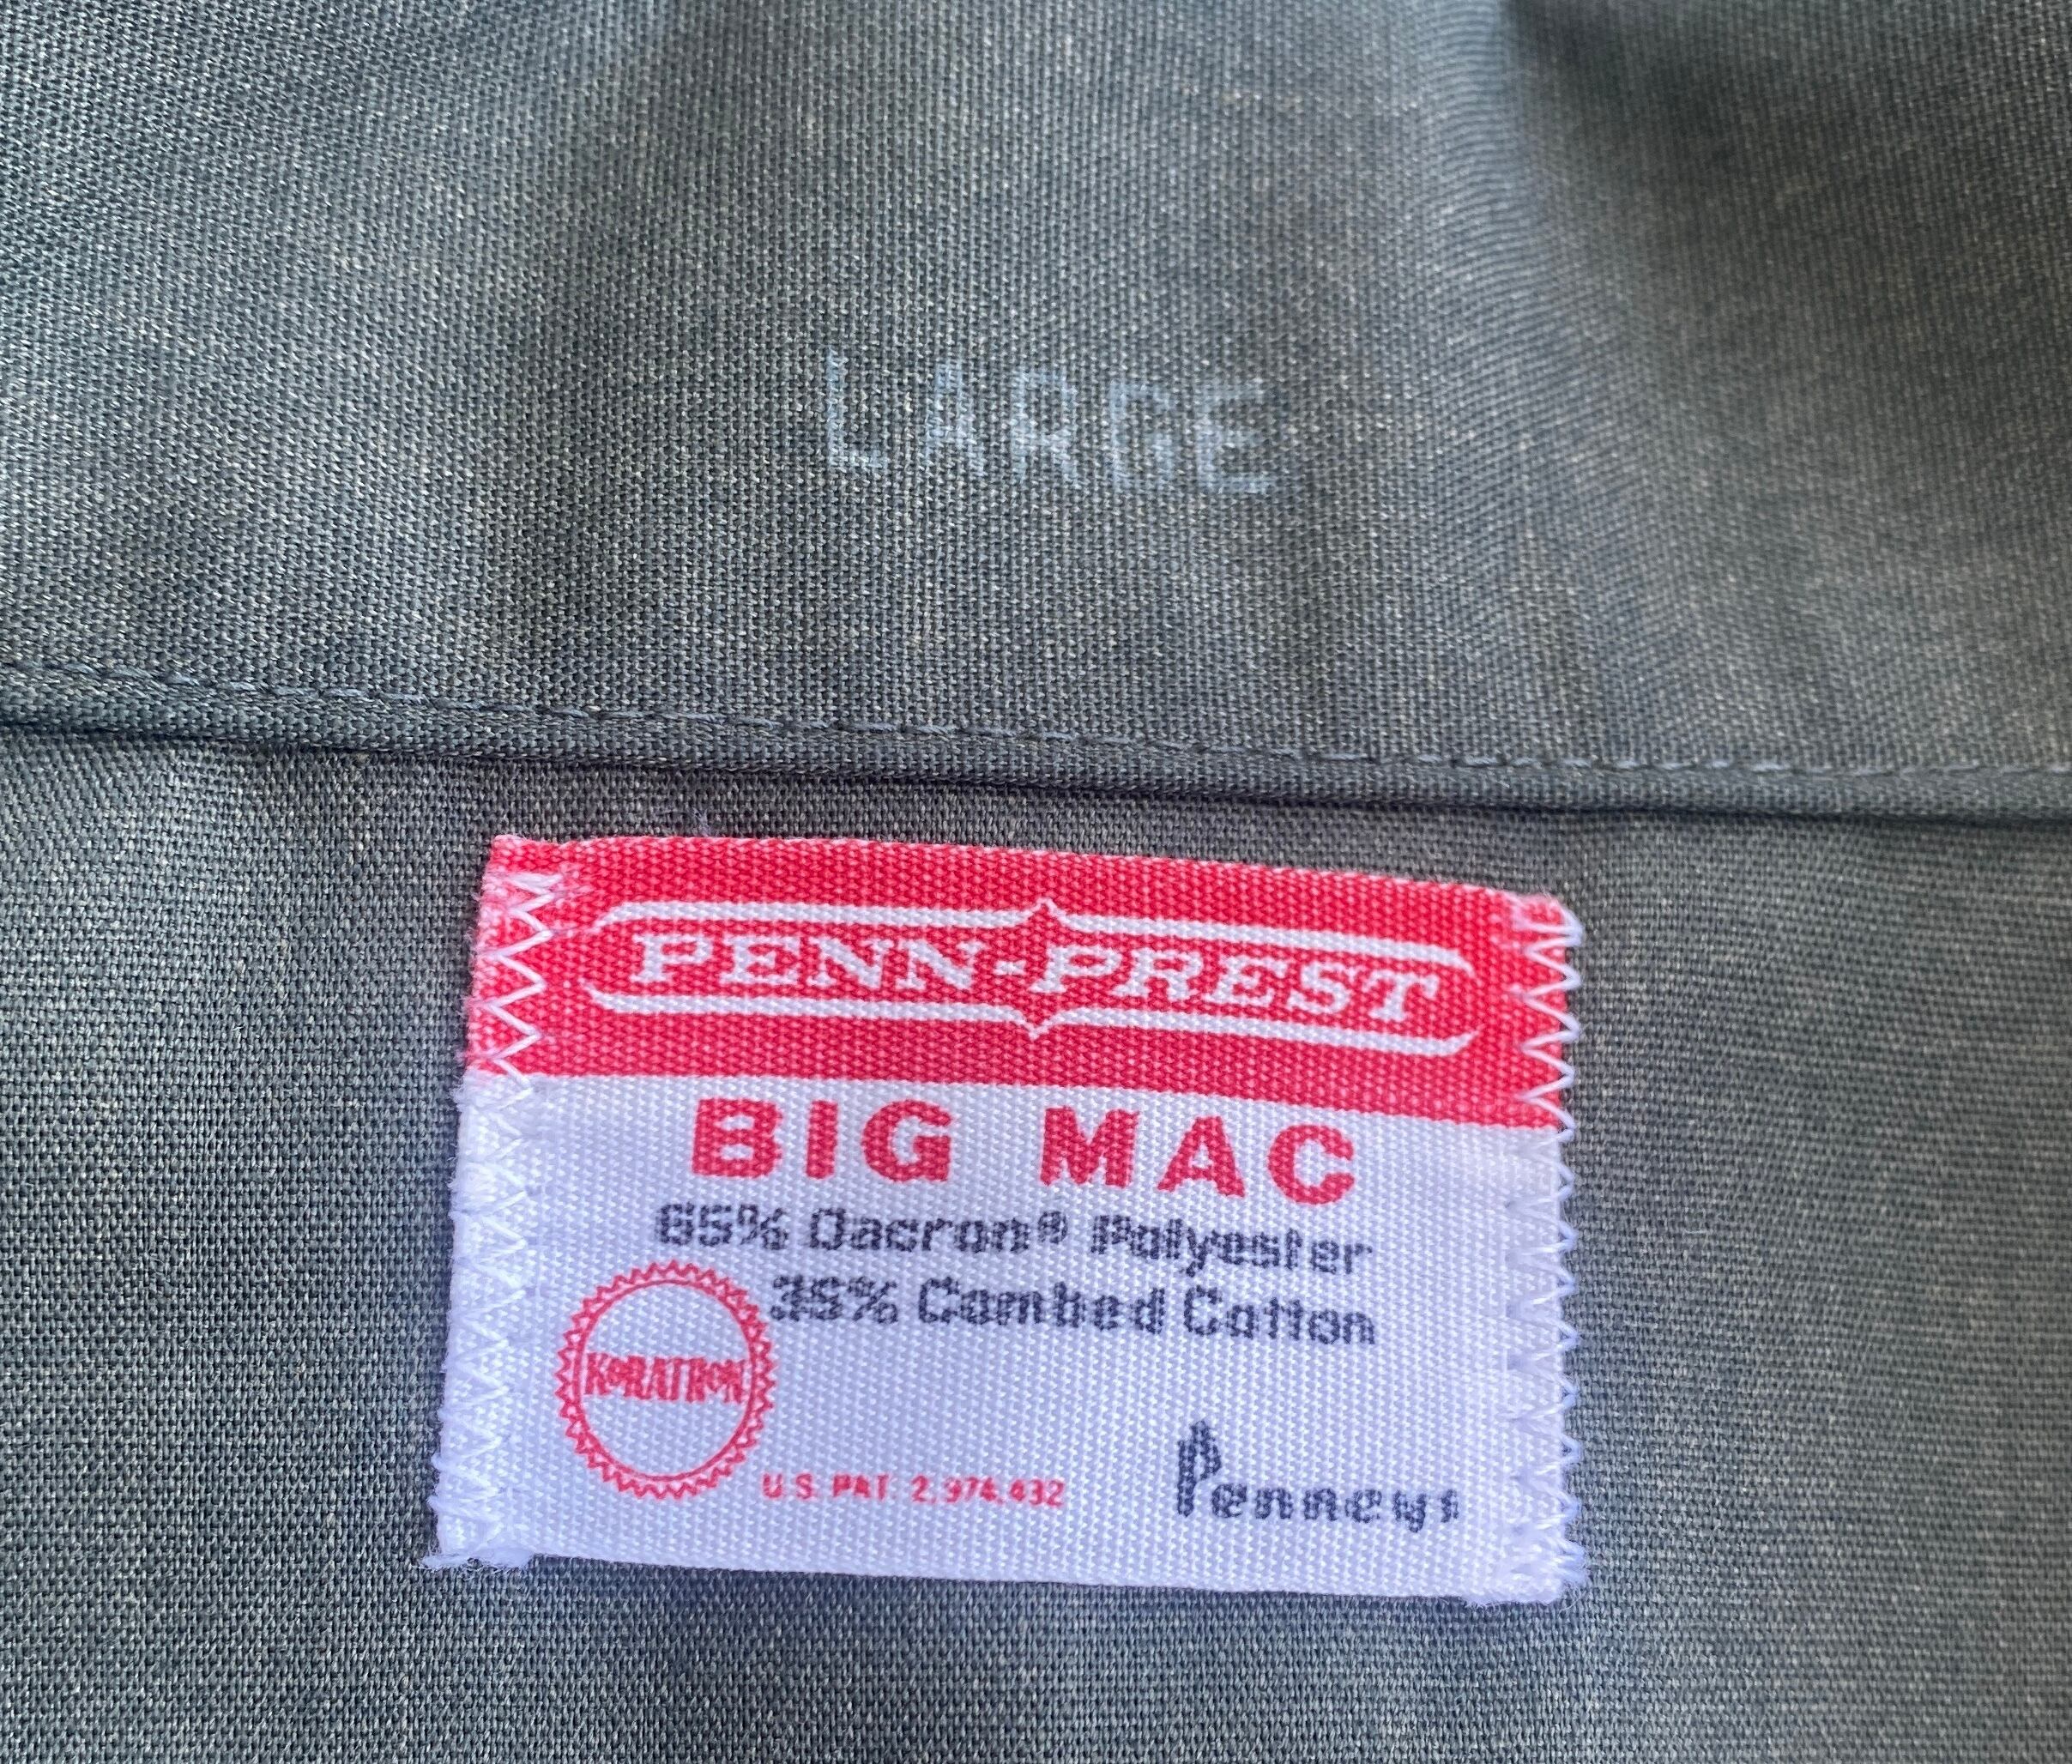 LARGE
PENN-PREST
BIG MAC
65% Dacron® Polyester
35% Combed Cotton
KORATRON
U.S. PAT. 2,974,432
Penneys